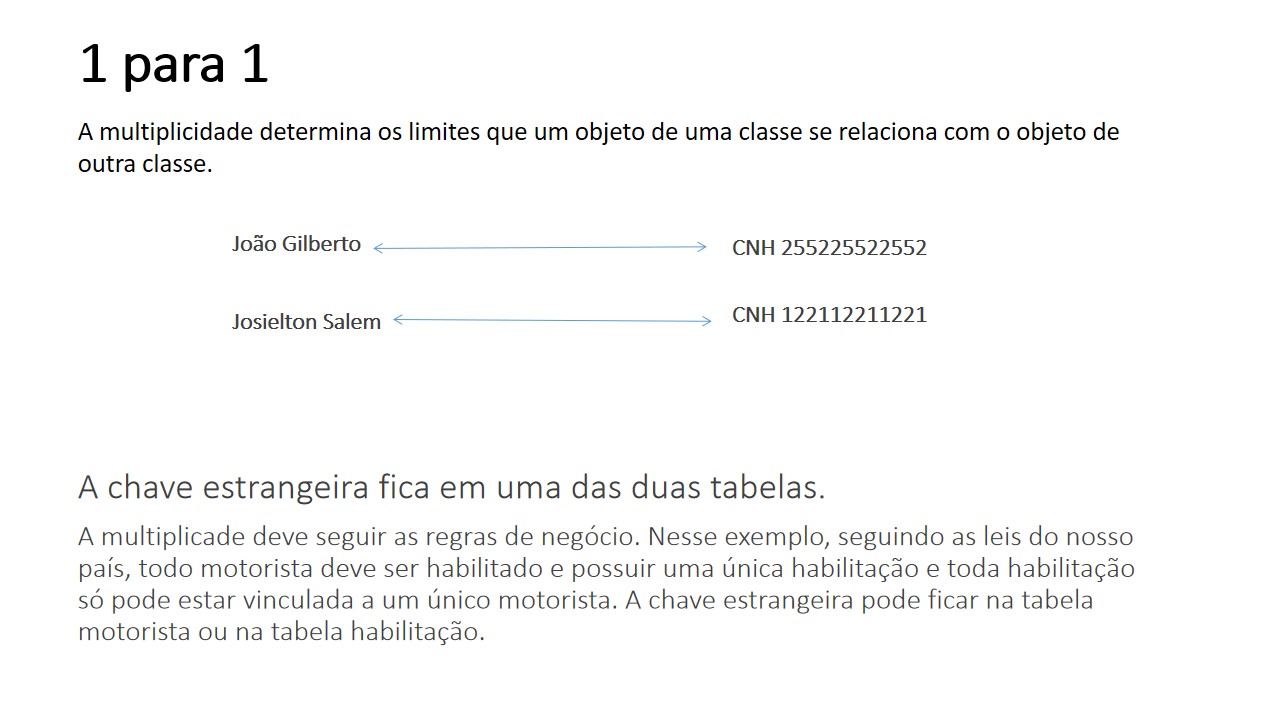 1 para 1
A multiplicidade determina os limites que um objeto de uma classe se relaciona com o objeto de
outra classe.
João Gilberto
CNH 255225522552
Josielton Salem
CNH 122112211221
A chave estrangeira fica em uma das duas tabelas.
A multiplicade deve seguir as regras de negócio. Nesse exemplo, seguindo as leis do nosso
país, todo motorista deve ser habilitado e possuir uma única habilitação e toda habilitação
só pode estar vinculada a um único motorista. A chave estrangeira pode ficar na tabela
motorista ou na tabela habilitação.